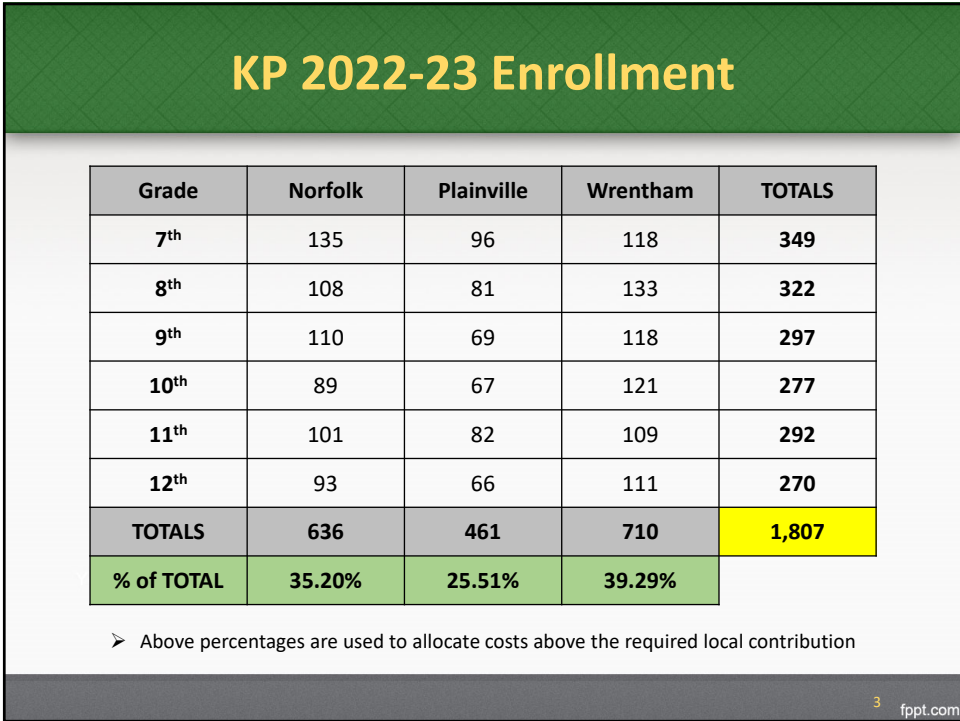 KP 2022-23 Enrollment
Grade Norfolk Plainville Wrentham TOTALS
7th 135 96 118 349
8th 108 81 133 322
9th 110 69 118 297
10th 89 67 121 277
11th 101 82 109 292
12th 93 66 111 270
TOTALS 636 461 710 1,807
% of TOTAL 35.20% 25.51% 39.29%
➢ Above percentages are used to allocate costs above the required local contribution
3
fppt.com